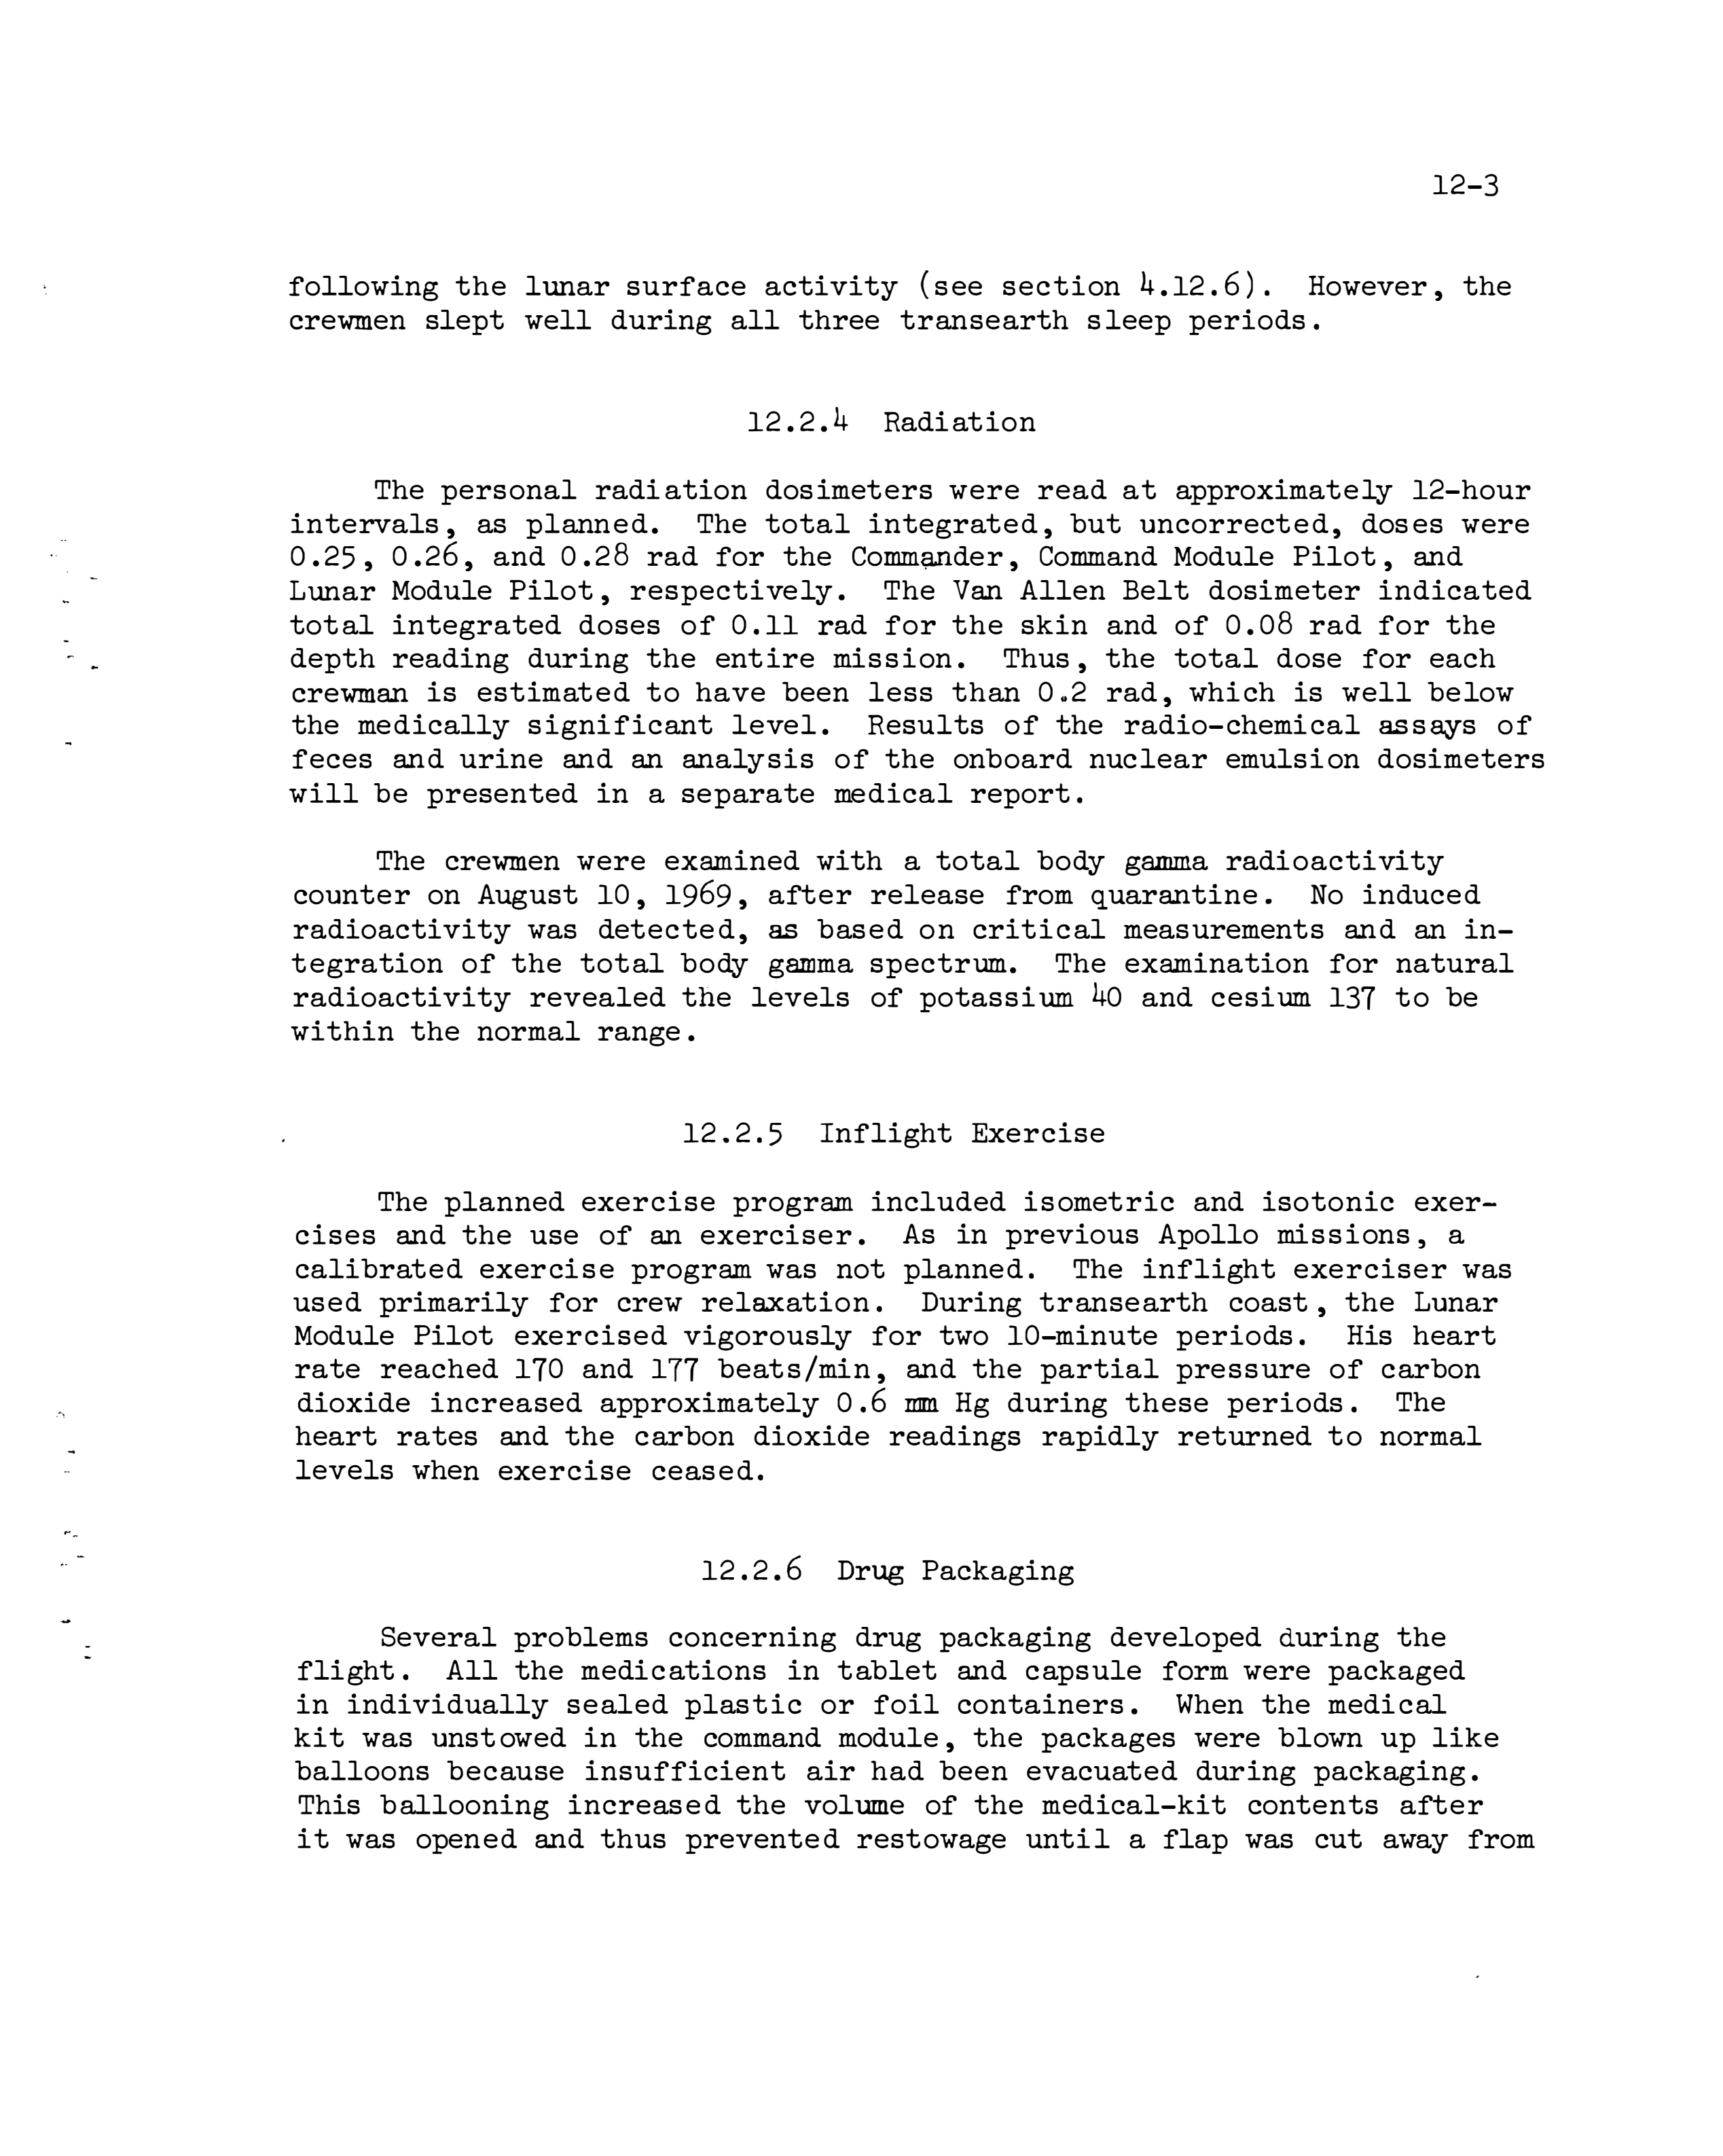 12-3
following the lunar surface activity (see section 4.12.6). However, the
crewmen slept well during all three transearth sleep periods.
12.2.4 Radiation
The personal radiation dosimeters were read at approximately 12-hour
intervals, as planned. The total integrated, but uncorrected, doses were
0.25, 0.26, and 0.28 rad for the Commander, Command Module Pilot, and
Lunar Module Pilot, respectively. The Van Allen Belt dosimeter indicated
total integrated doses of 0.11 rad for the skin and of 0.08 rad for the
depth reading during the entire mission. Thus, the total dose for each
crewman is estimated to have been less than 0.2 rad, which is well below
the medically significant level. Results of the radio-chemical assays of
feces and urine and an analysis of the onboard nuclear emulsion dosimeters
will be presented in a separate medical report.
The crewmen were examined with a total body gamma radioactivity
counter on August 10, 1969, after release from quarantine. No induced
radioactivity was detected, as based on critical measurements and an in-
tegration of the total body gamma spectrum. The examination for natural
radioactivity revealed the levels of potassium 40 and cesium 137 to be
within the normal range.
12.2.5 Inflight Exercise
The planned exercise program included isometric and isotonic exer-
cises and the use of an exerciser. As in previous Apollo missions, a
calibrated exercise program was not planned. The inflight exerciser was
used primarily for crew relaxation. During transearth coast, the Lunar
Module Pilot exercised vigorously for two 10-minute periods. His heart
rate reached 170 and 177 beats/min, and the partial pressure of carbon
dioxide increased approximately 0.6 mm Hg during these periods. The
heart rates and the carbon dioxide readings rapidly returned to normal
levels when exercise ceased.
12.2.6 Drug Packaging
Several problems concerning drug packaging developed during the
flight. All the medications in tablet and capsule form were packaged
in individually sealed plastic or foil containers. When the medical
kit was unstowed in the command module, the packages were blown up like
balloons because insufficient air had been evacuated during packaging.
This ballooning increased the volume of the medical-kit contents after
it was opened and thus prevented restowage until a flap was cut away from